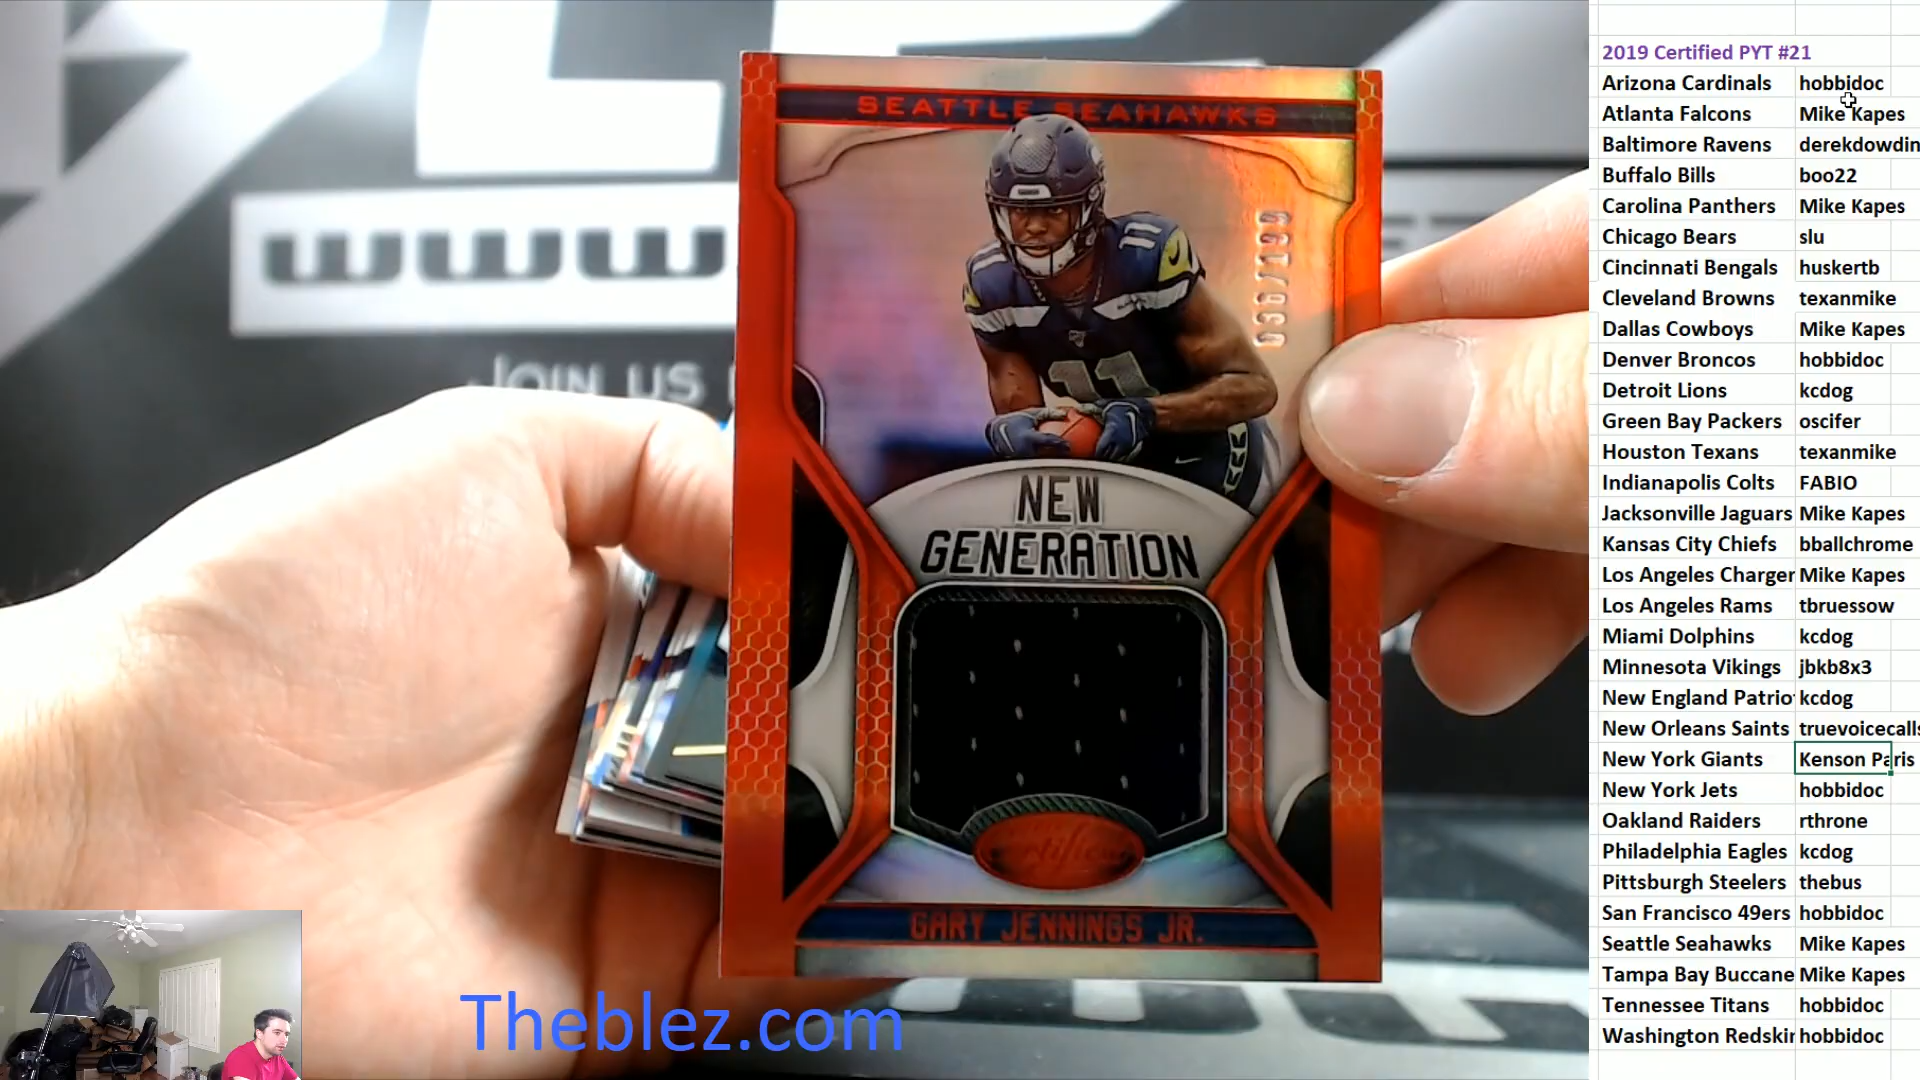 WWW
JOIN US
SEATTLE SEAHAWKS
11
11
11
NEW
GENERATION
GARY JENNINGS JR.
Theblez.com
2019 Certified PYT #21
Arizona Cardinals hobbidoc
Atlanta Falcons Mike Kapes
Baltimore Ravens derekdowdin
Buffalo Bills boo22
Carolina Panthers Mike Kapes
Chicago Bears slu
Cincinnati Bengals huskertb
Cleveland Browns texanmike
Dallas Cowboys Mike Kapes
Denver Broncos hobbidoc
Detroit Lions kcdog
Green Bay Packers oscifer
Houston Texans texanmike
Indianapolis Colts FABIO
Jacksonville Jaguars Mike Kapes
Kansas City Chiefs bballchrome
Los Angeles Charger Mike Kapes
Los Angeles Rams tbruessow
Miami Dolphins kcdog
Minnesota Vikings jbkb8x3
New England Patrio kcdog
New Orleans Saints truevoicecalls
New York Giants Kenson Paris
New York Jets hobbidoc
Oakland Raiders rthrone
Philadelphia Eagles kcdog
Pittsburgh Steelers thebus
San Francisco 49ers hobbidoc
Seattle Seahawks Mike Kapes
Tampa Bay Buccane Mike Kapes
Tennessee Titans hobbidoc
Washington Redskin hobbidoc